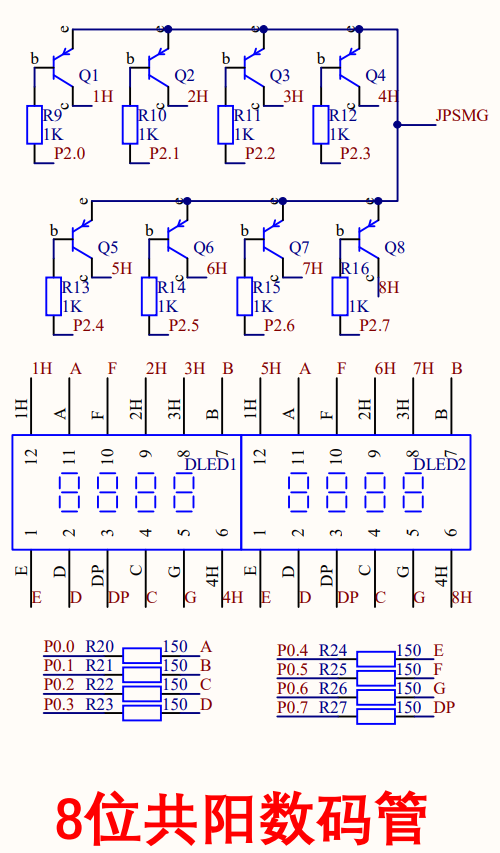 e e e e
b Q1 b Q2 b Q3 b Q4
c 1H c 2H c 3H c 4H
R9 R10 R11 R12 JPSMG
1K 1K 1K 1K
P2.0 P2.1 P2.2 P2.3
e e e e
b Q5 b Q6 b Q7 b Q8
c 5H c 6H c 7H c 8H
R13 R14 R15 R16
1K 1K 1K 1K
P2.4 P2.5 P2.6 P2.7
1H A F 2H 3H B 5H A F 6H 7H B
1H A F 2H 3H B 1H A F 2H 3H B
12 11 10 9 8 7 12 11 10 9 8 7
DLED1 DLED2
1 2 3 4 5 6 1 2 3 4 5 6
E D DP C G 4H E D DP C G 4H
E D DP C G 4H E D DP C G 8H
P0.0 R20 150 A
P0.1 R21 150 B
P0.2 R22 150 C
P0.3 R23 150 D
P0.4 R24 150 E
P0.5 R25 150 F
P0.6 R26 150 G
P0.7 R27 150 DP
8位共阳数码管